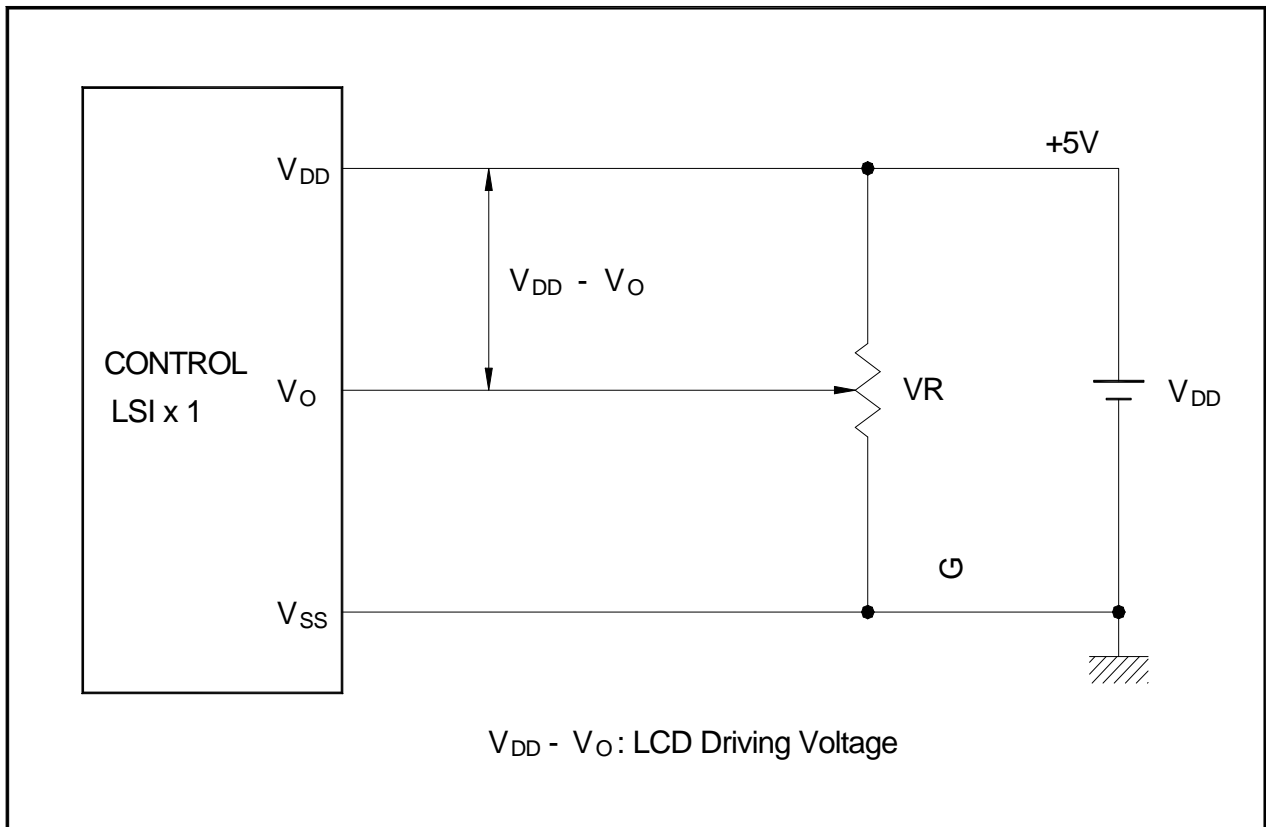 +5V
VDD
VDD - VO
CONTROL
LSI x 1
VO
VR
VDD
G
VSS
VDD - VO: LCD Driving Voltage